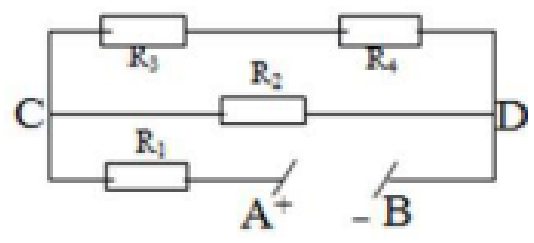 R₃ R₄
R₂
C D
R₁
A + - B